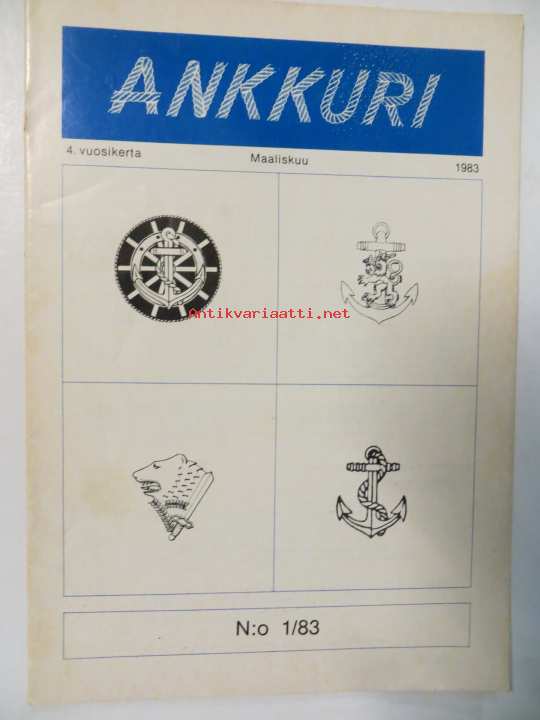 ANKKURI
4. vuosikerta Maaliskuu 1983
Antikvariaatti.net
N:o 1/83